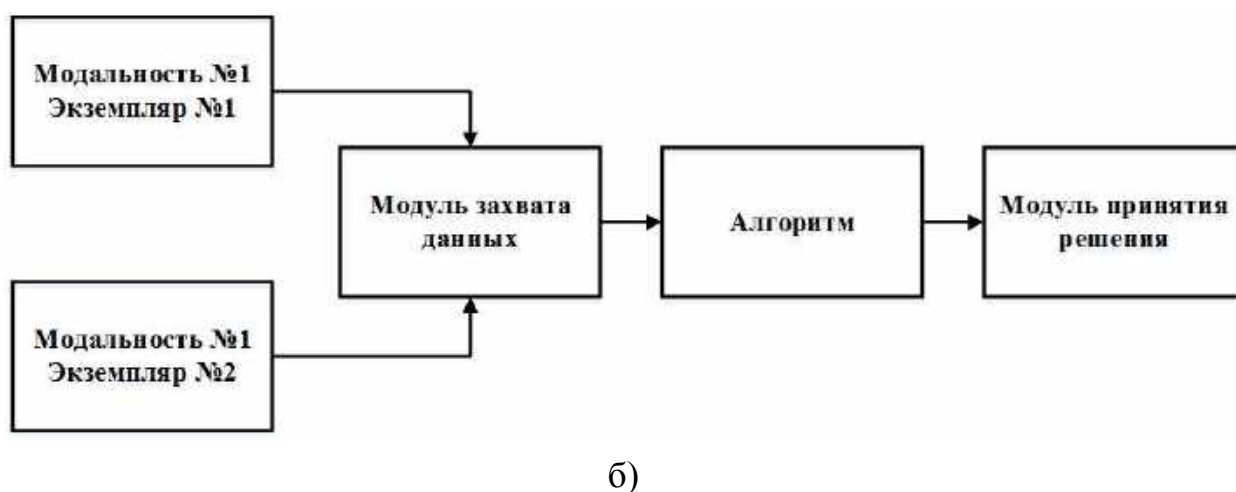 Модальность №1
Экземпляр №1
Модуль захвата
данных
Алгоритм
Модуль принятия
решения
Модальность №1
Экземпляр №2
б)